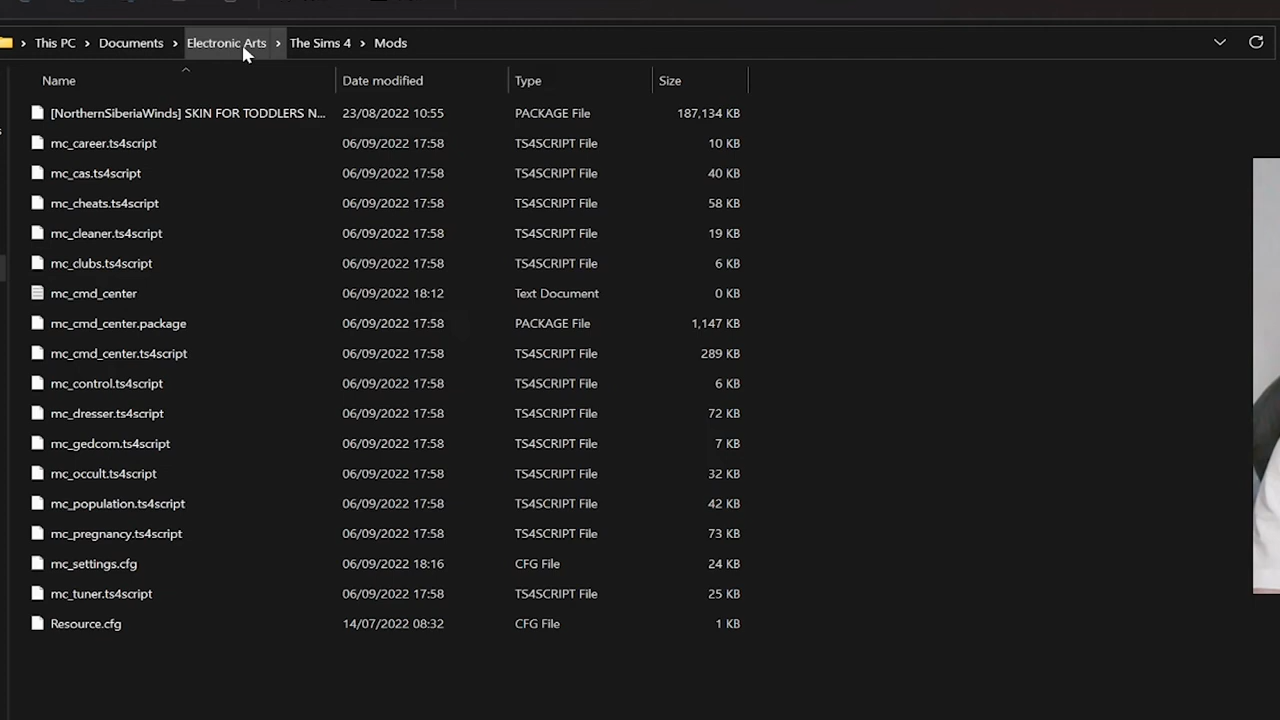 This PC > Documents > Electronic Arts > The Sims 4 > Mods
Name Date modified Type Size
[NorthernSiberiaWinds] SKIN FOR TODDLERS N... 23/08/2022 10:55 PACKAGE File 187,134 KB
mc_career.ts4script 06/09/2022 17:58 TS4SCRIPT File 10 KB
mc_cas.ts4script 06/09/2022 17:58 TS4SCRIPT File 40 KB
mc_cheats.ts4script 06/09/2022 17:58 TS4SCRIPT File 58 KB
mc_cleaner.ts4script 06/09/2022 17:58 TS4SCRIPT File 19 KB
mc_clubs.ts4script 06/09/2022 17:58 TS4SCRIPT File 6 KB
mc_cmd_center 06/09/2022 18:12 Text Document 0 KB
mc_cmd_center.package 06/09/2022 17:58 PACKAGE File 1,147 KB
mc_cmd_center.ts4script 06/09/2022 17:58 TS4SCRIPT File 289 KB
mc_control.ts4script 06/09/2022 17:58 TS4SCRIPT File 6 KB
mc_dresser.ts4script 06/09/2022 17:58 TS4SCRIPT File 72 KB
mc_gedcom.ts4script 06/09/2022 17:58 TS4SCRIPT File 7 KB
mc_occult.ts4script 06/09/2022 17:58 TS4SCRIPT File 32 KB
mc_population.ts4script 06/09/2022 17:58 TS4SCRIPT File 42 KB
mc_pregnancy.ts4script 06/09/2022 17:58 TS4SCRIPT File 73 KB
mc_settings.cfg 06/09/2022 18:16 CFG File 24 KB
mc_tuner.ts4script 06/09/2022 17:58 TS4SCRIPT File 25 KB
Resource.cfg 14/07/2022 08:32 CFG File 1 KB